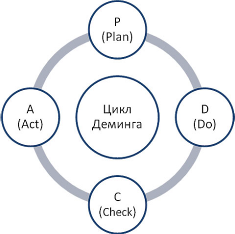 P
(Plan)
A
(Act)
Цикл
Деминга
D
(Do)
C
(Check)